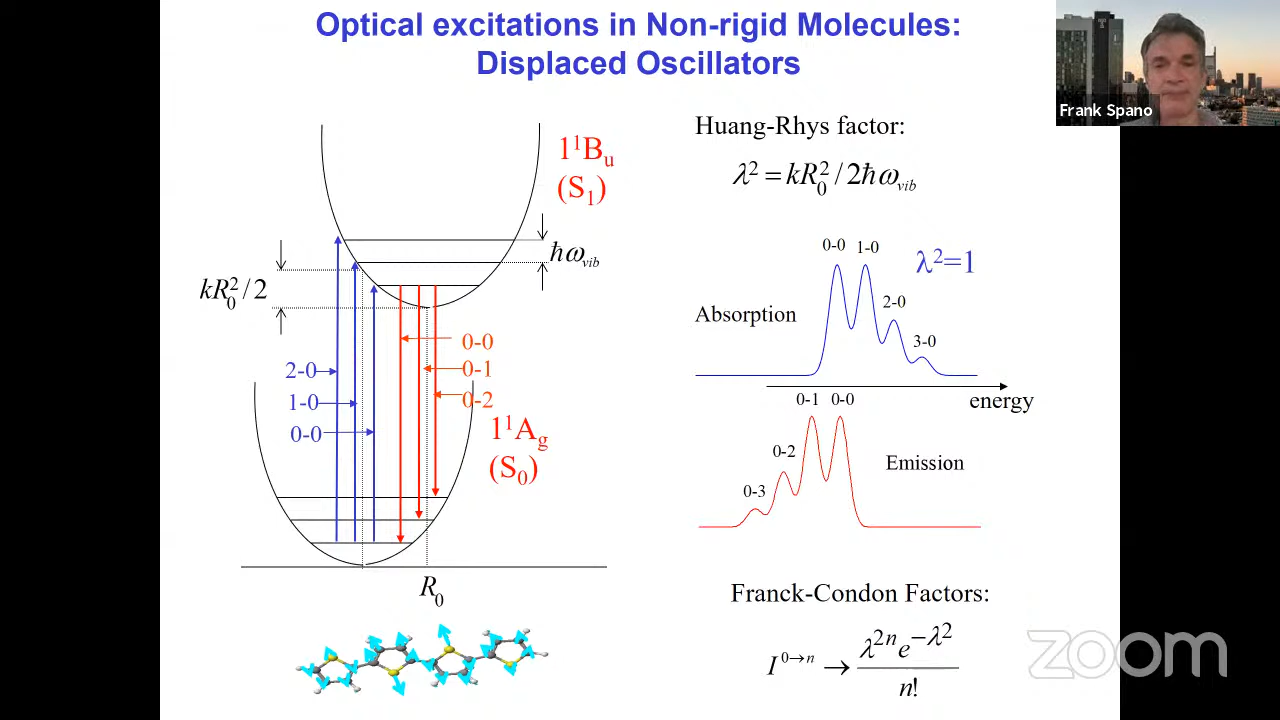 Optical excitations in Non-rigid Molecules:
Displaced Oscillators
Frank Spano
1¹Bᵤ
(S₁)
ħω_vib
kR₀²/2
0-0
0-1
0-2
2-0
1-0
0-0
1¹A_g
(S₀)
R₀
Huang-Rhys factor:
λ² = kR₀²/2ħω_vib
0-0 1-0
λ²=1
2-0
Absorption
3-0
energy
0-1 0-0
0-2
Emission
0-3
Franck-Condon Factors:
I^{0→n} → λ^{2n}e^{−λ²}/n!
zoom